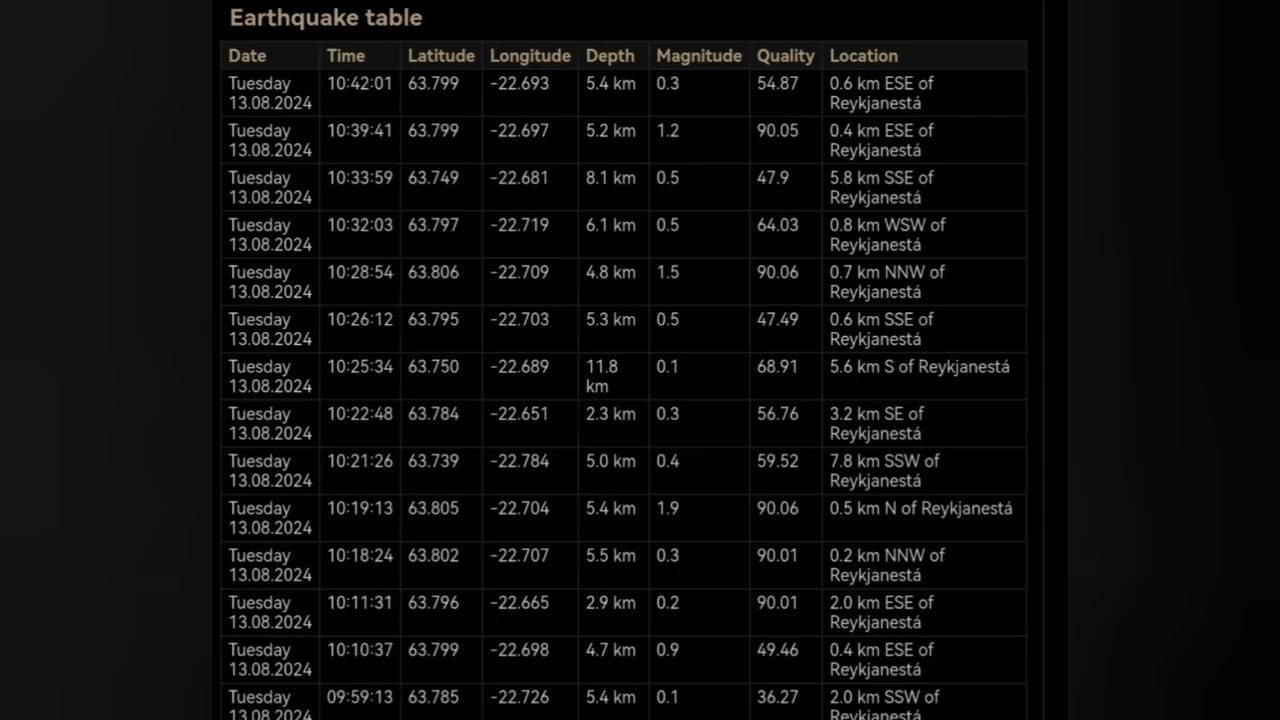 Earthquake table
Date Time Latitude Longitude Depth Magnitude Quality Location
Tuesday 10:42:01 63.799 -22.693 5.4 km 0.3 54.87 0.6 km ESE of
13.08.2024 Reykjanestá
Tuesday 10:39:41 63.799 -22.697 5.2 km 1.2 90.05 0.4 km ESE of
13.08.2024 Reykjanestá
Tuesday 10:33:59 63.749 -22.681 8.1 km 0.5 47.9 5.8 km SSE of
13.08.2024 Reykjanestá
Tuesday 10:32:03 63.797 -22.719 6.1 km 0.5 64.03 0.8 km WSW of
13.08.2024 Reykjanestá
Tuesday 10:28:54 63.806 -22.709 4.8 km 1.5 90.06 0.7 km NNW of
13.08.2024 Reykjanestá
Tuesday 10:26:12 63.795 -22.703 5.3 km 0.5 47.49 0.6 km SSE of
13.08.2024 Reykjanestá
Tuesday 10:25:34 63.750 -22.689 11.8 0.1 68.91 5.6 km S of Reykjanestá
13.08.2024 km
Tuesday 10:22:48 63.784 -22.651 2.3 km 0.3 56.76 3.2 km SE of
13.08.2024 Reykjanestá
Tuesday 10:21:26 63.739 -22.784 5.0 km 0.4 59.52 7.8 km SSW of
13.08.2024 Reykjanestá
Tuesday 10:19:13 63.805 -22.704 5.4 km 1.9 90.06 0.5 km N of Reykjanestá
13.08.2024
Tuesday 10:18:24 63.802 -22.707 5.5 km 0.3 90.01 0.2 km NNW of
13.08.2024 Reykjanestá
Tuesday 10:11:31 63.796 -22.665 2.9 km 0.2 90.01 2.0 km ESE of
13.08.2024 Reykjanestá
Tuesday 10:10:37 63.799 -22.698 4.7 km 0.9 49.46 0.4 km ESE of
13.08.2024 Reykjanestá
Tuesday 09:59:13 63.785 -22.726 5.4 km 0.1 36.27 2.0 km SSW of
13.08.2024 Reykjanestá